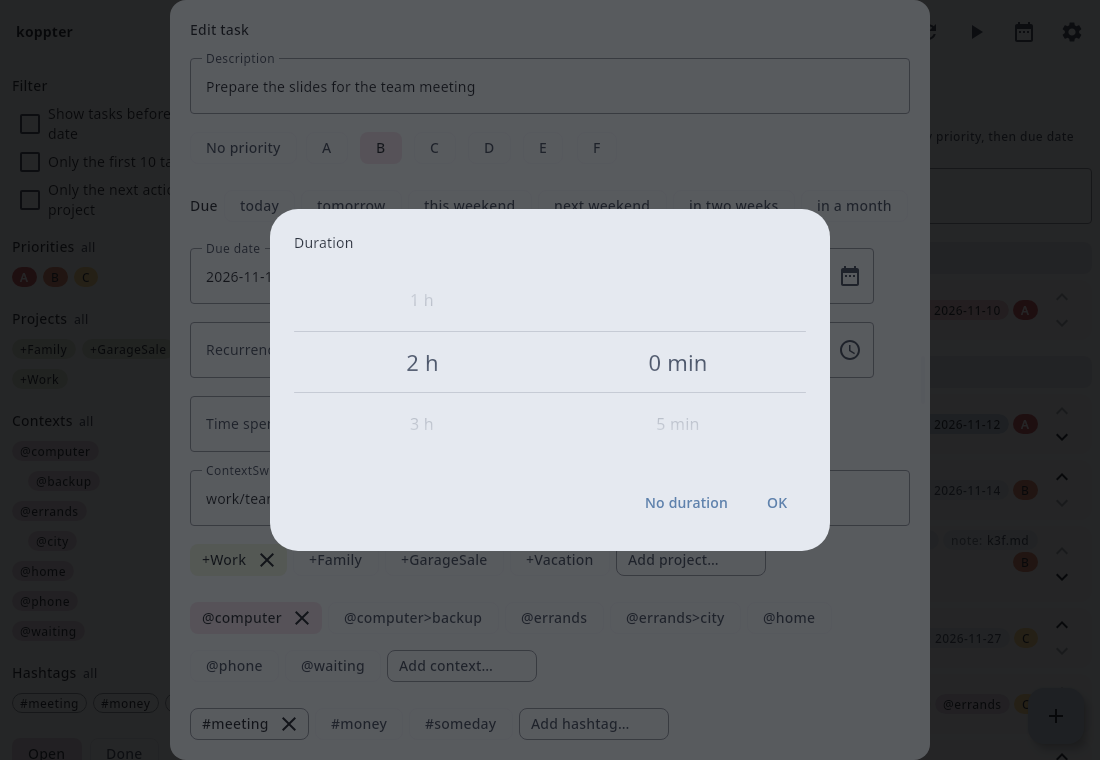 koppter
Filter
Show tasks before
date
Only the first 10 ta
Only the next actio
project
Priorities all
A B C
Projects all
+Family +GarageSale
+Work
Contexts all
@computer
@backup
@errands
@city
@home
@phone
@waiting
Hashtags all
#meeting #money
Open Done
Edit task
Description
Prepare the slides for the team meeting
No priority A B C D E F
Due today tomorrow this weekend next weekend in two weeks in a month
Due date
2026-11-1
Recurrenc
Time spen
ContextSw
work/tear
+Work +Family +GarageSale +Vacation Add project...
@computer @computer>backup @errands @errands>city @home
@phone @waiting Add context...
#meeting #money #someday Add hashtag...
Duration
1 h
2 h 0 min
3 h 5 min
No duration OK
priority, then due date
2026-11-10 A
2026-11-12 A
2026-11-14 B
note: k3f.md
B
2026-11-27 C
@errands C
+